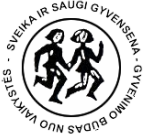 SVEIKA IR SAUGI GYVENSENA - GYVENIMO BŪDAS NUO VAIKYSTĖS -